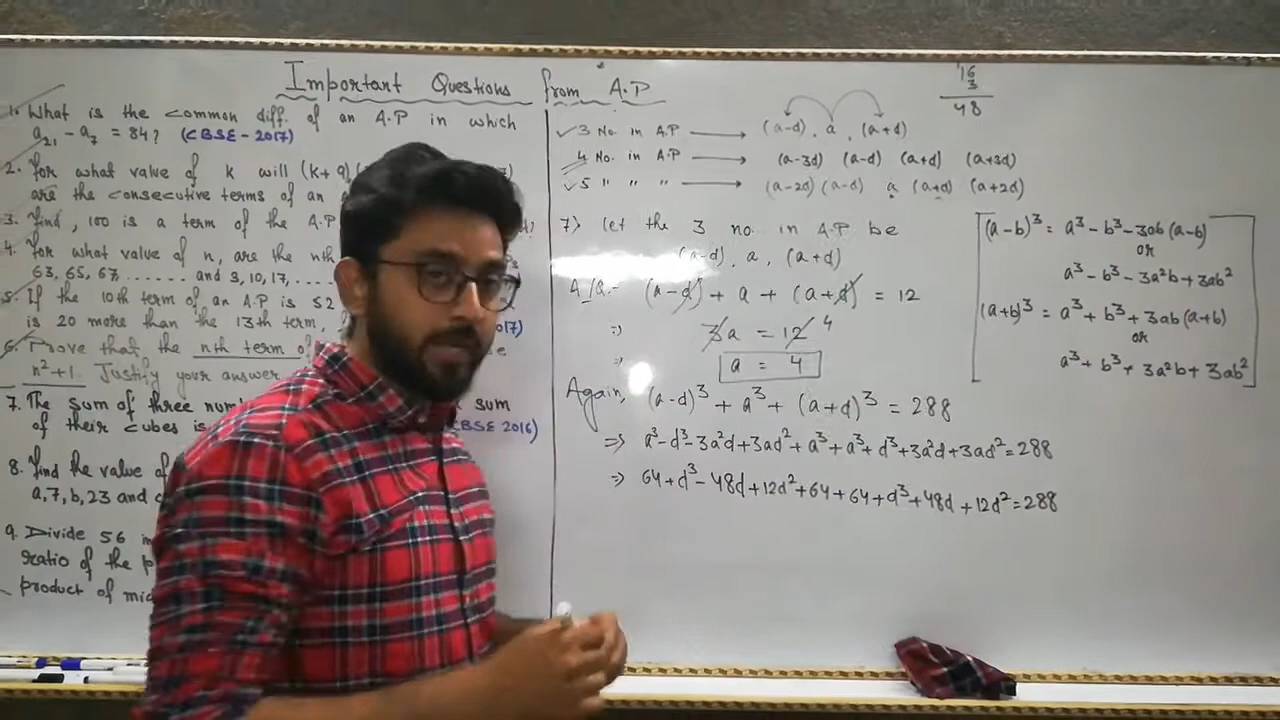 Important Questions from A.P
1. What is the common diff. of an A.P in which
a₂₁ - a₇ = 84? (CBSE - 2017)
2. for what value of k will (k+9)
are the consecutive terms of an
3. find, 100 is a term of the A.P
4. for what value of n, are the nth
63, 65, 67, ...... and 3, 10, 17, ....
5. If the 10th term of an A.P is 52
is 20 more than the 13th term,
6. Prove that the nth term of
n²+1. Justify your answer
7. The sum of three sum
of their cubes is CBSE 2016)
8. find the value of
a, 7, b, 23 and
9. Divide 56
ratio of the
product of
16
3
48
✓ 3 No. in A.P → (a-d), a, (a+d)
4 No. in A.P → (a-3d) (a-d) (a+d) (a+3d)
✓ 5 " " " → (a-2d) (a-d) a (a+d) (a+2d)
7) let the 3 no. in A.P be
(a-d), a, (a+d)
A/Q.- (a-d) + a + (a+d) = 12
⇒ 3a = 12 4
⇒ a = 4
Again, (a-d)³ + a³ + (a+d)³ = 288
⇒ a³-d³-3a²d+3ad²+a³+a³+d³+3a²d+3ad²=288
⇒ 64+d³-48d+12d²+64+64+d³+48d+12d²=288
(a-b)³ = a³-b³-3ab(a-b)
or
a³-b³-3a²b+3ab²
(a+b)³ = a³+b³+3ab(a+b)
or
a³+b³+3a²b+3ab²